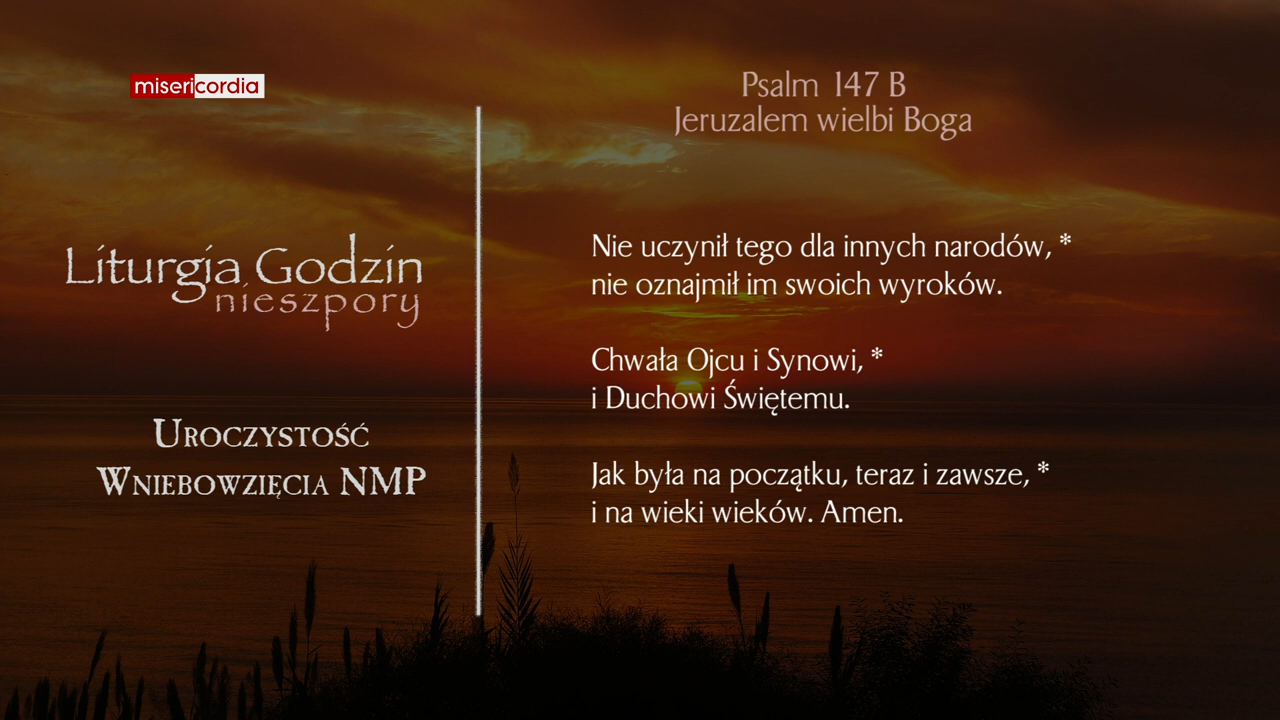 misericordia
Liturgia Godzin
nieszpory
Uroczystość
Wniebowzięcia NMP
Psalm 147 B
Jeruzalem wielbi Boga
Nie uczynił tego dla innych narodów, *
nie oznajmił im swoich wyroków.
Chwała Ojcu i Synowi, *
i Duchowi Świętemu.
Jak była na początku, teraz i zawsze, *
i na wieki wieków. Amen.